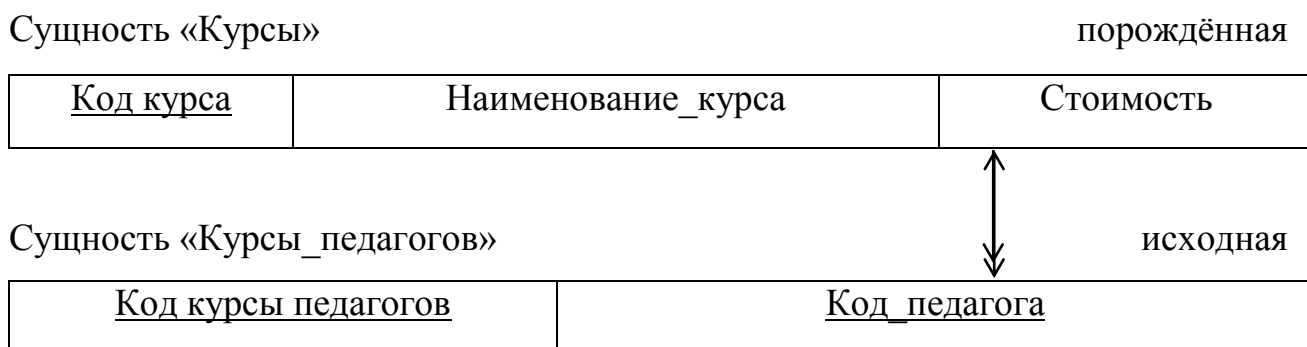 Сущность «Курсы» порождённая
Код курса Наименование_курса Стоимость
Сущность «Курсы_педагогов» исходная
Код курсы педагогов Код_педагога